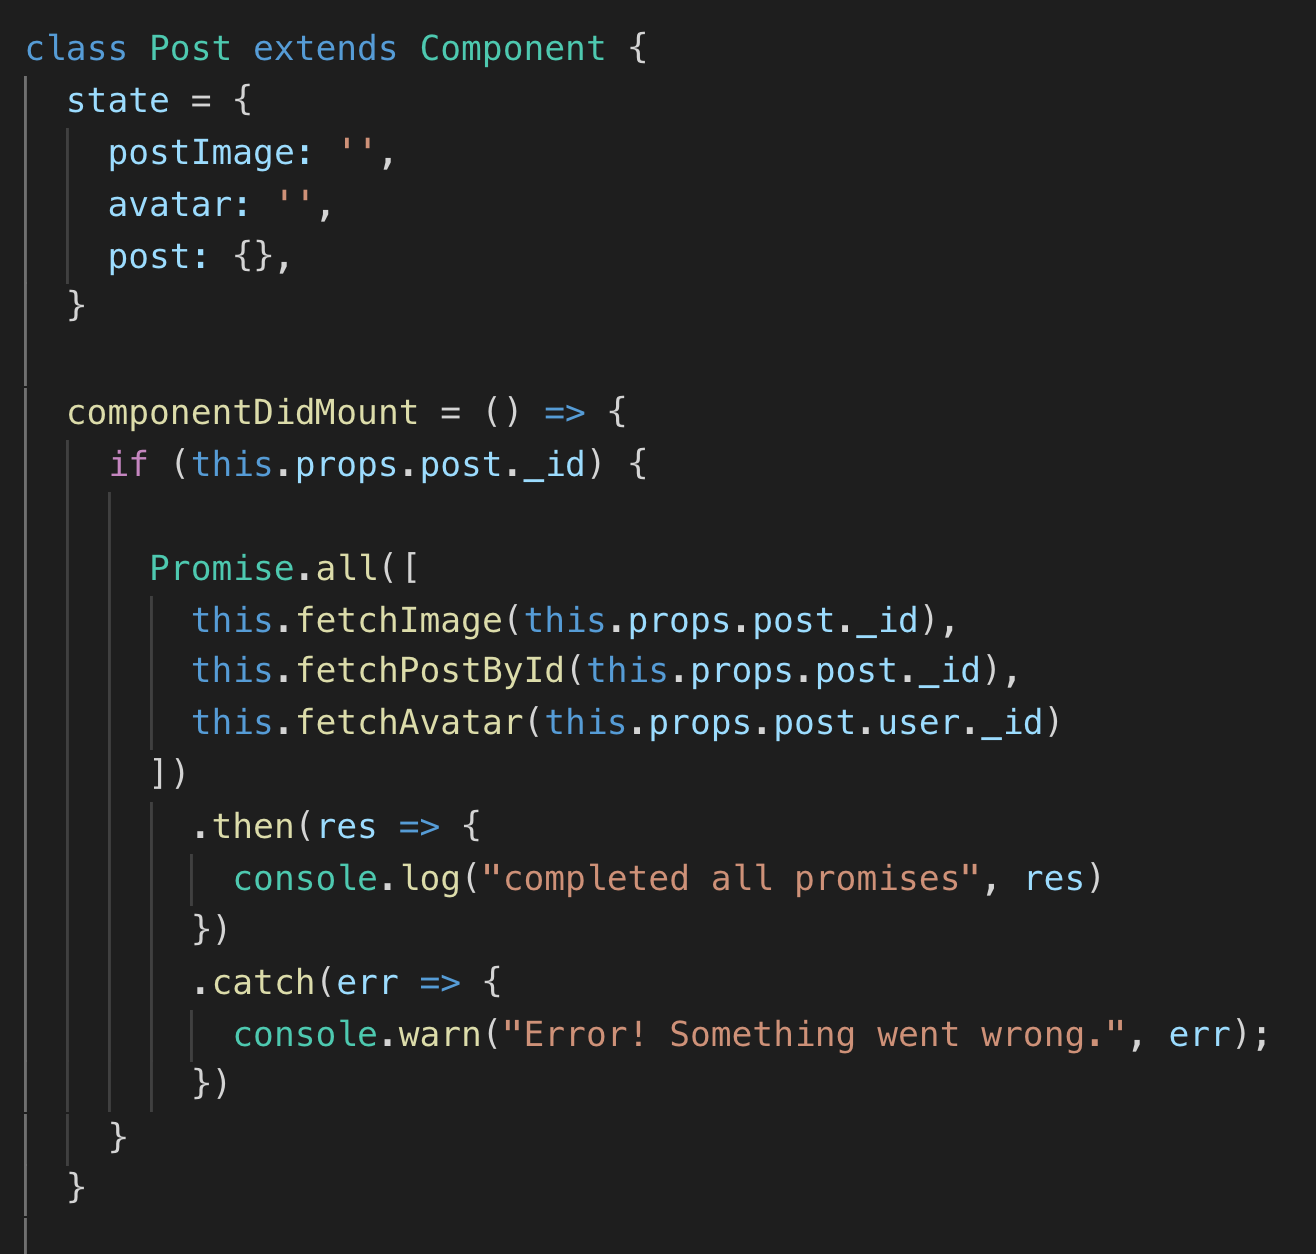 class Post extends Component {
  state = {
    postImage: '',
    avatar: '',
    post: {},
  }

  componentDidMount = () => {
    if (this.props.post._id) {

      Promise.all([
        this.fetchImage(this.props.post._id),
        this.fetchPostById(this.props.post._id),
        this.fetchAvatar(this.props.post.user._id)
      ])
        .then(res => {
          console.log("completed all promises", res)
        })
        .catch(err => {
          console.warn("Error! Something went wrong.", err);
        })
    }
  }